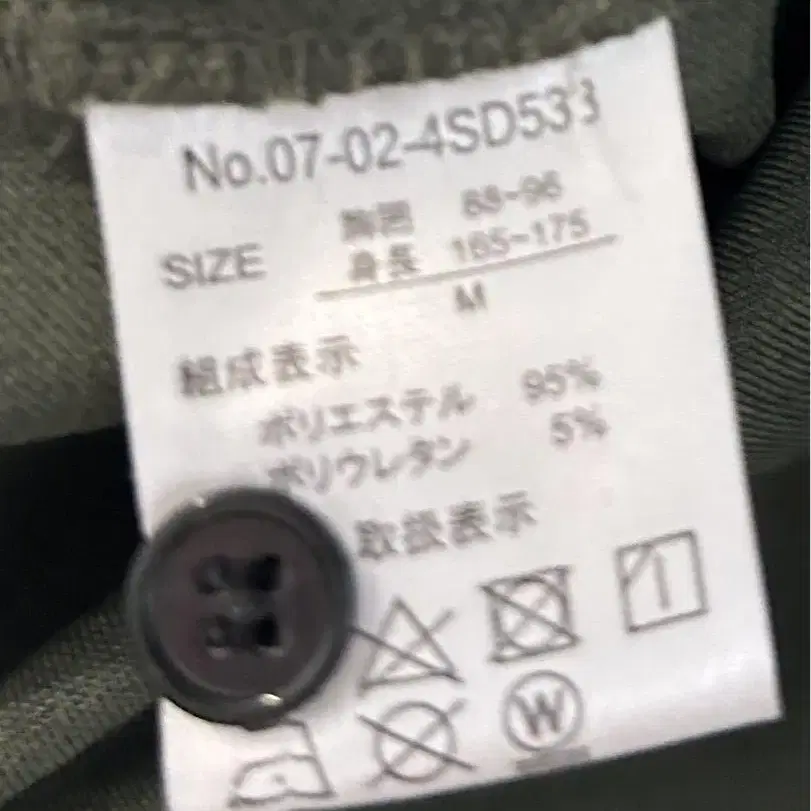 No.07-02-4SD533
胸囲 88-96
SIZE 身長 165-175
M
組成表示
ポリエステル 95%
ポリウレタン 5%
取扱表示
W